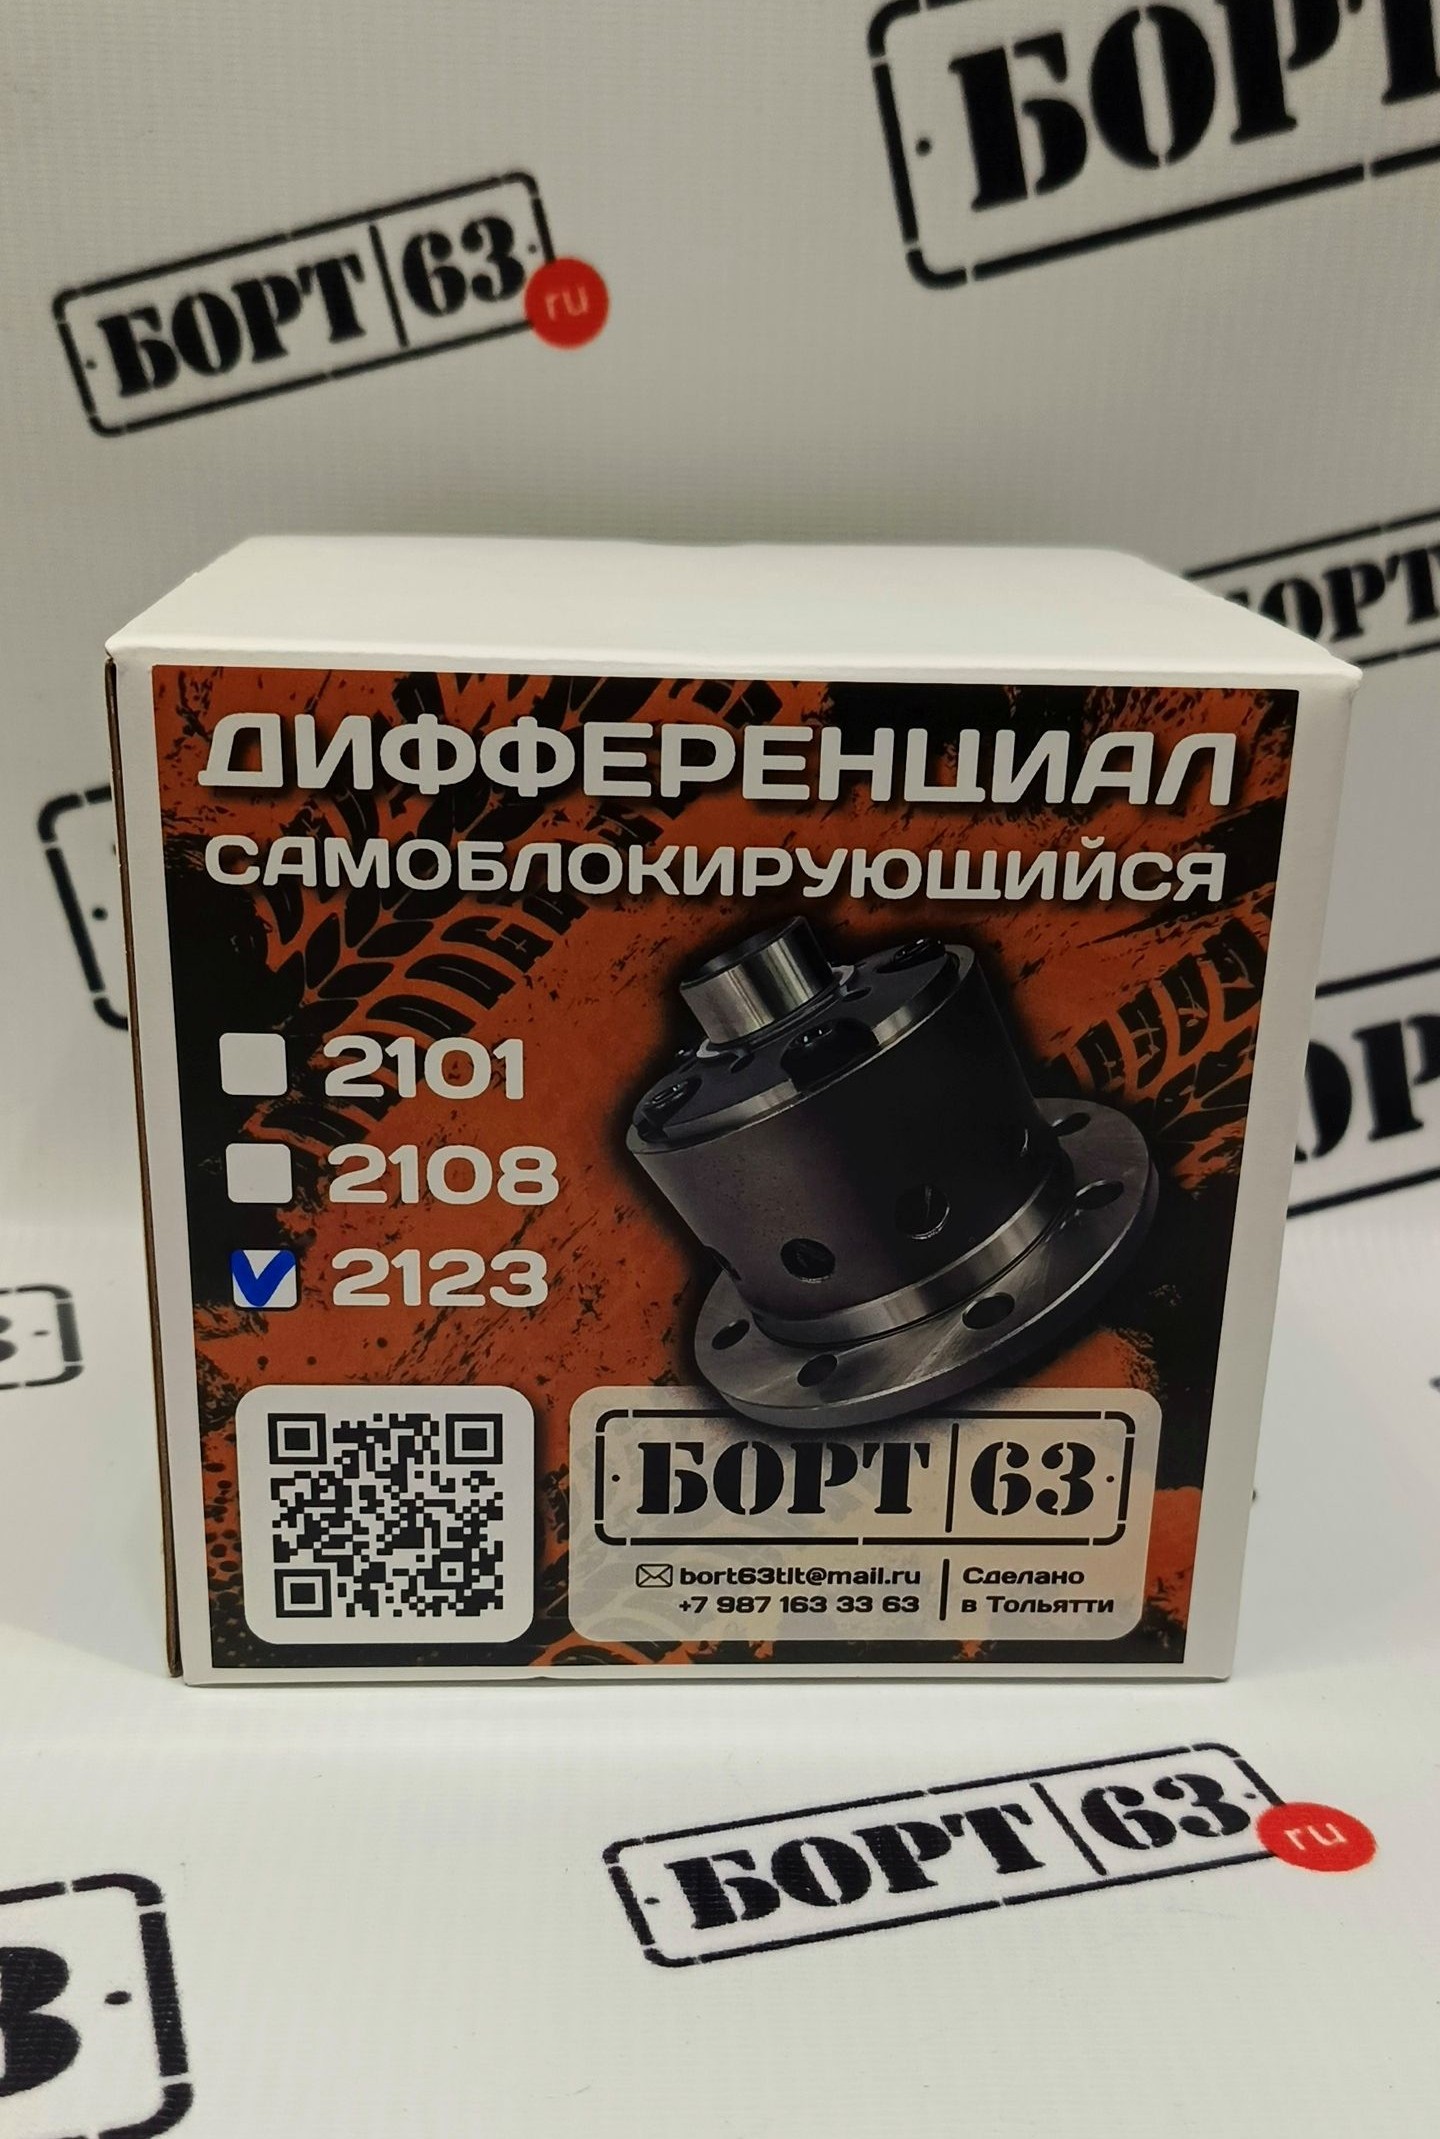 БОРТ
БОРТ 63 ru
БОРТ
ДИФФЕРЕНЦИАЛ
САМОБЛОКИРУЮЩИЙСЯ
2101
2108
2123
БОРТ 63
bort63tlt@mail.ru
+7 987 163 33 63
Сделано
в Тольятти
БОРТ 63 ru